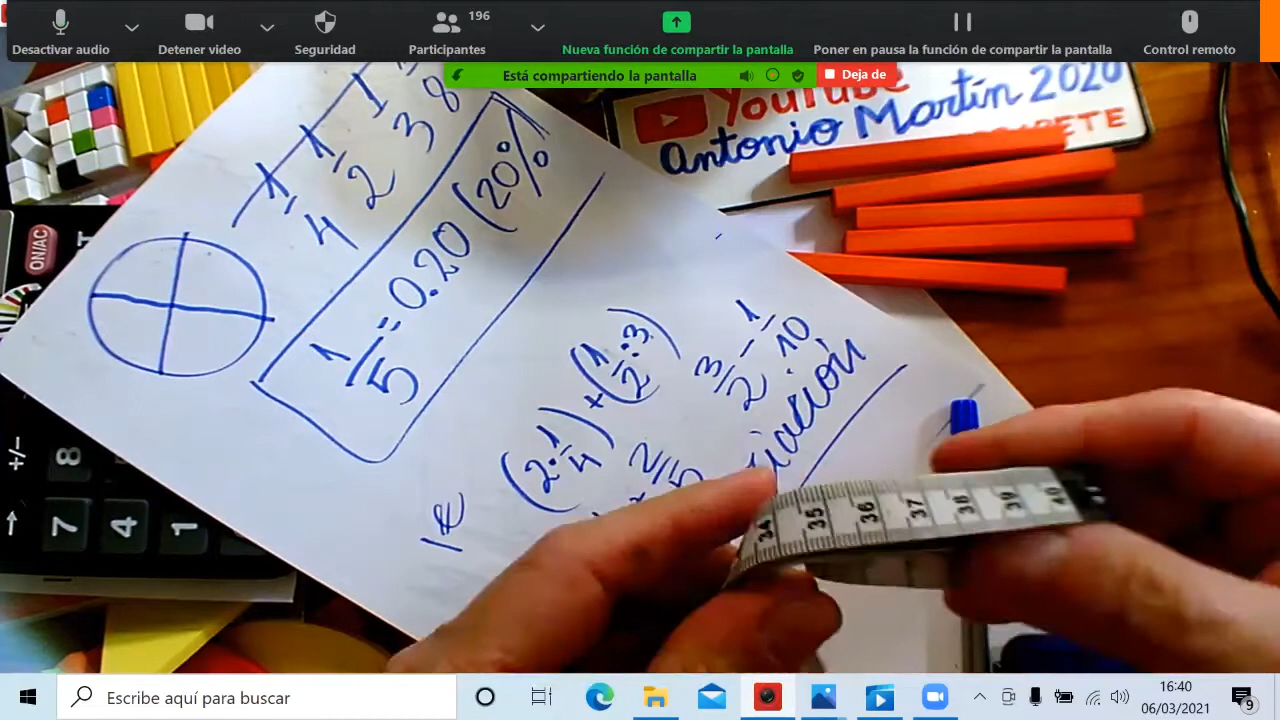 196
Desactivar audio
Detener video
Seguridad
Participantes
Nueva función de compartir la pantalla
Poner en pausa la función de compartir la pantalla
Control remoto
Está compartiendo la pantalla
Deja de
YouTube
Antonio Martín 2020
1/4 1/2 1
3 8
1/5 = 0.20 (20%
(2·1/4) + (1/2:3)
3/2 - 1/10
2/5
ON/AC
+/-
8
7 4 1
34 35 36 37 38 39 40
Escribe aquí para buscar
16:40
06/03/2021
9